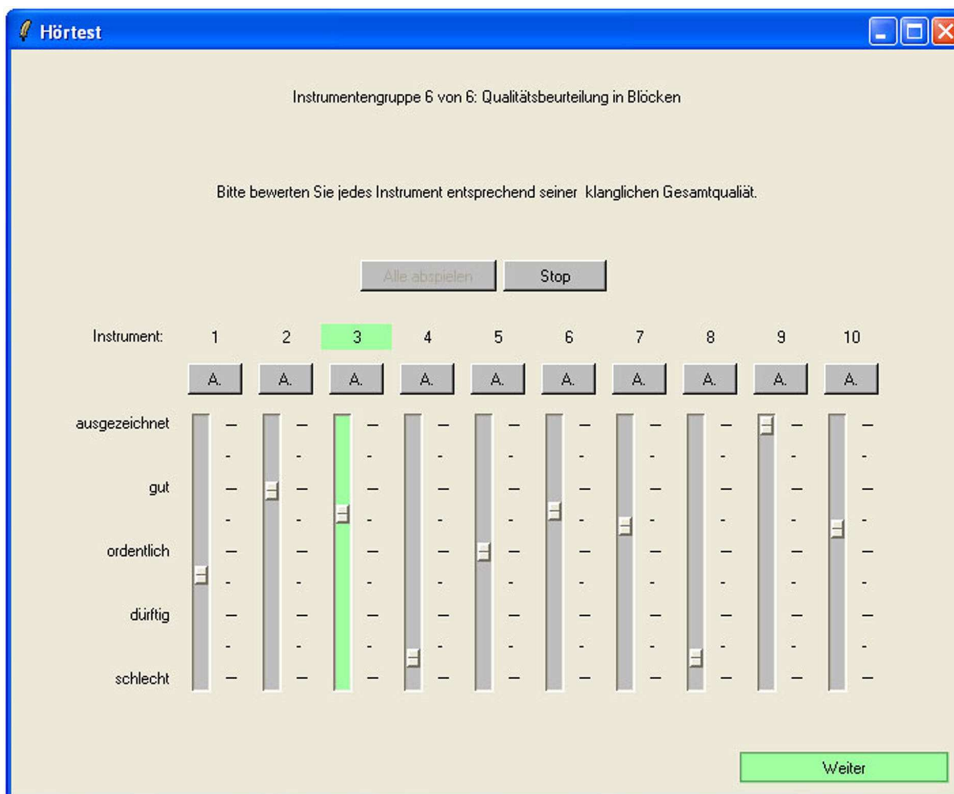 Hörtest
Instrumentengruppe 6 von 6: Qualitätsbeurteilung in Blöcken
Bitte bewerten Sie jedes Instrument entsprechend seiner klanglichen Gesamtqualiät.
Alle abspielen Stop
Instrument: 1 2 3 4 5 6 7 8 9 10
A. A. A. A. A. A. A. A. A. A.
ausgezeichnet
gut
ordentlich
dürftig
schlecht
Weiter